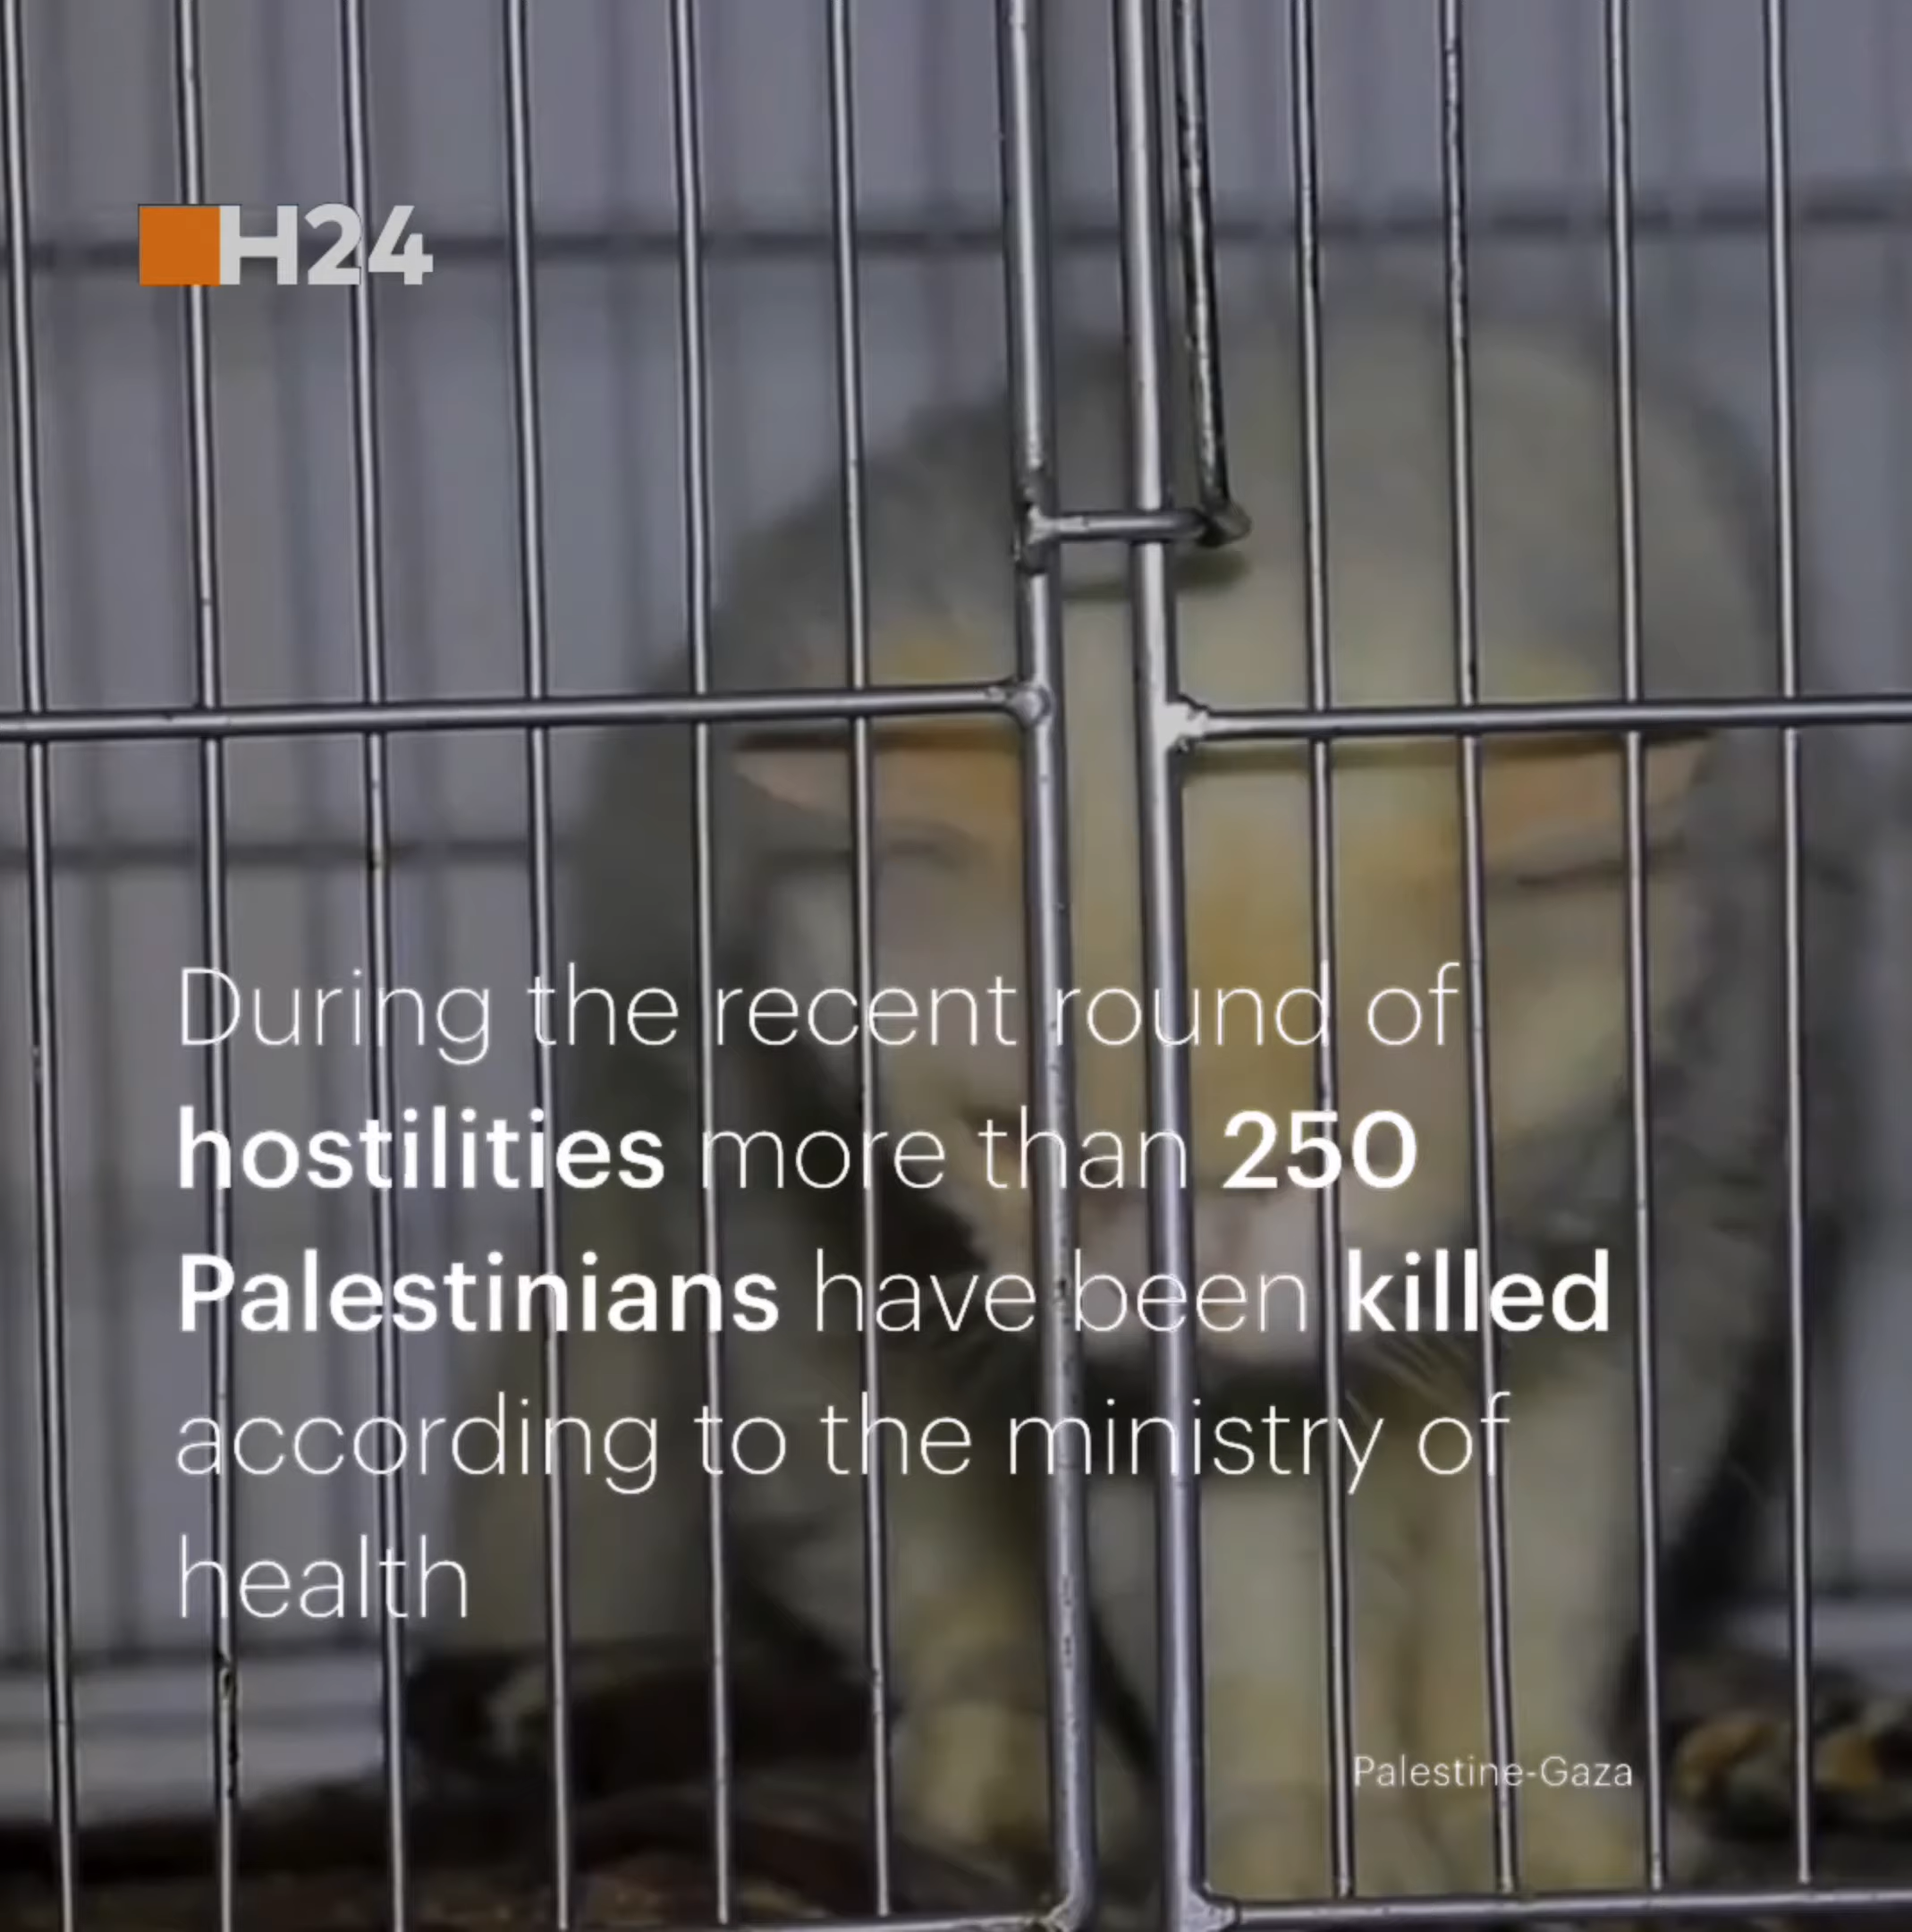 H24
During the recent round of
hostilities more than 250
Palestinians have been killed
according to the ministry of
health
Palestine-Gaza